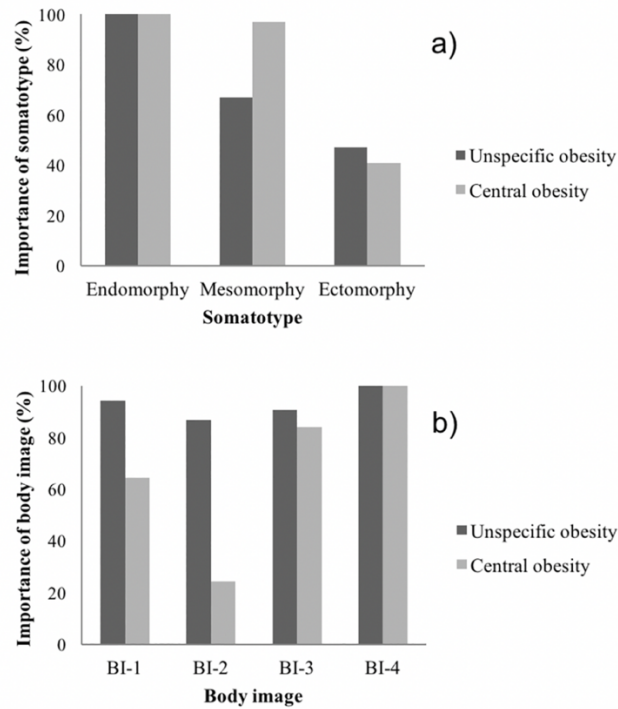 a)
Importance of somatotype (%)
100
80
60
40
20
0
Endomorphy Mesomorphy Ectomorphy
Somatotype
Unspecific obesity
Central obesity
b)
Importance of body image (%)
100
80
60
40
20
0
BI-1 BI-2 BI-3 BI-4
Body image
Unspecific obesity
Central obesity